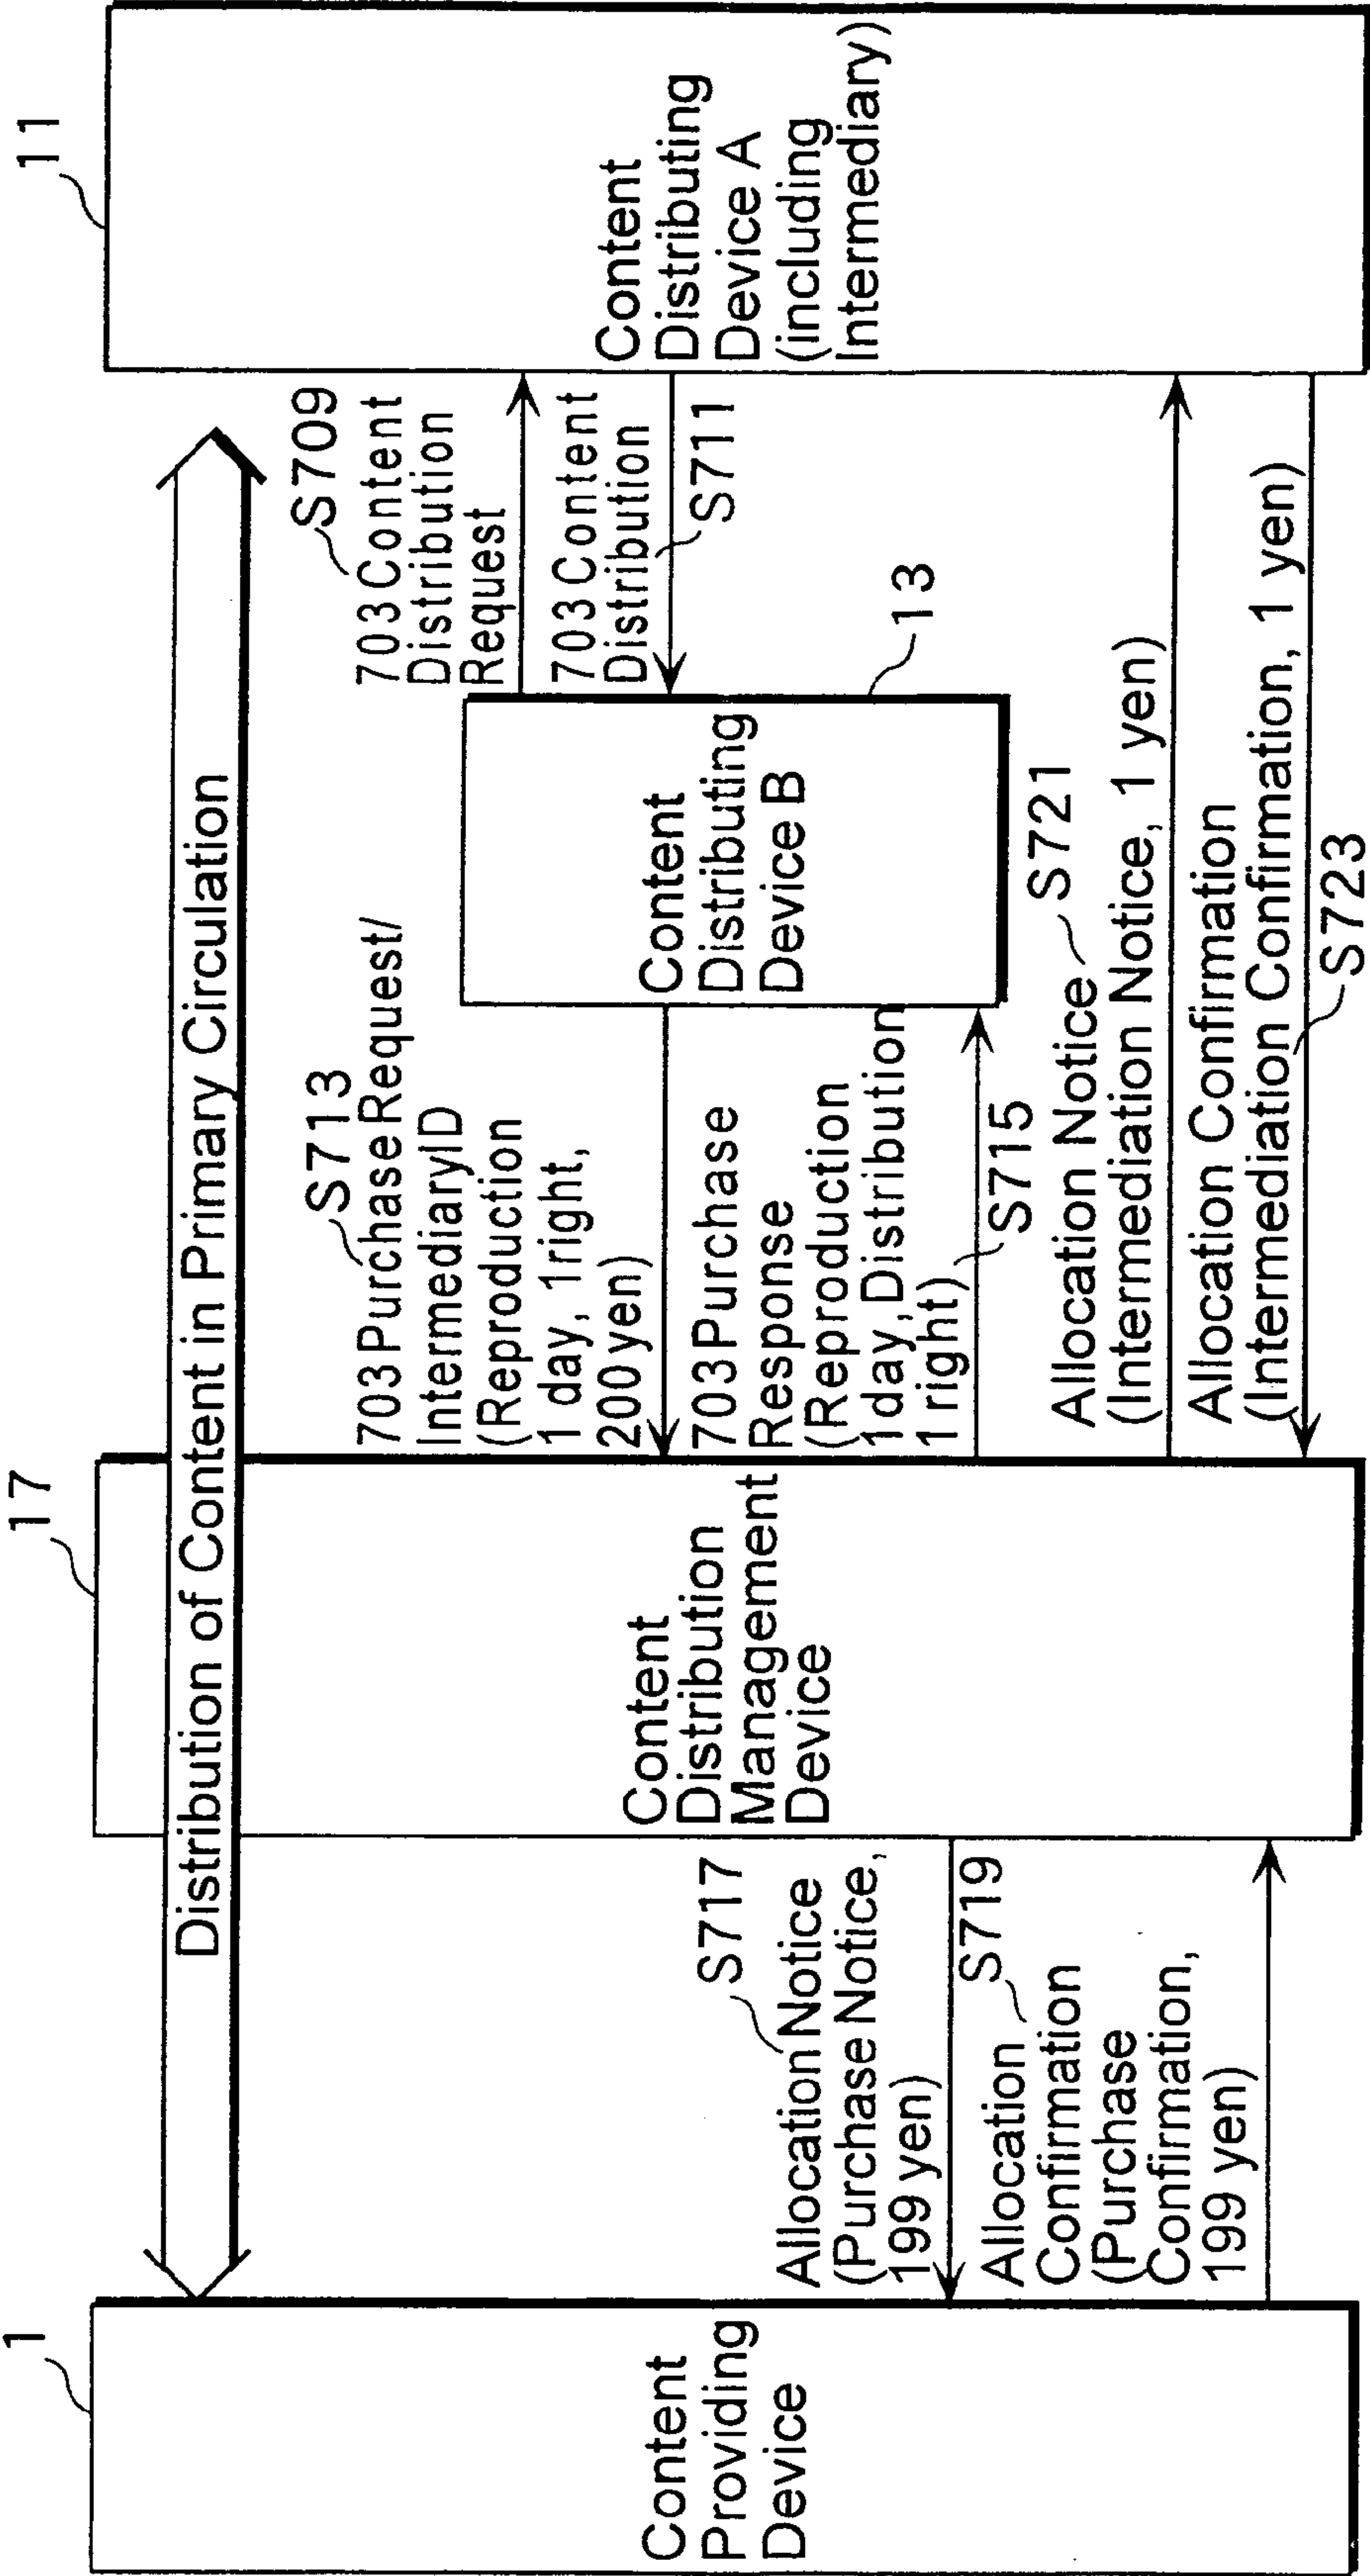 1
17
11
Distribution of Content in Primary Circulation
Content
Providing
Device
S717
Allocation Notice
(Purchase Notice,
199 yen)
S719
Allocation
Confirmation
(Purchase
Confirmation,
199 yen)
Content
Distribution
Management
Device
S713
703 Purchase Request/
Intermediary ID
(Reproduction
1 day, 1 right,
200 yen)
703 Purchase
Response
(Reproduction
1 day, Distribution
1 right)
S715
Allocation Notice
S721
(Intermediation Notice, 1 yen)
Allocation Confirmation
(Intermediation Confirmation, 1 yen)
S723
Content
Distributing
Device B
13
S709
703 Content
Distribution
Request
703 Content
Distribution
S711
Content
Distributing
Device A
(including
Intermediary)